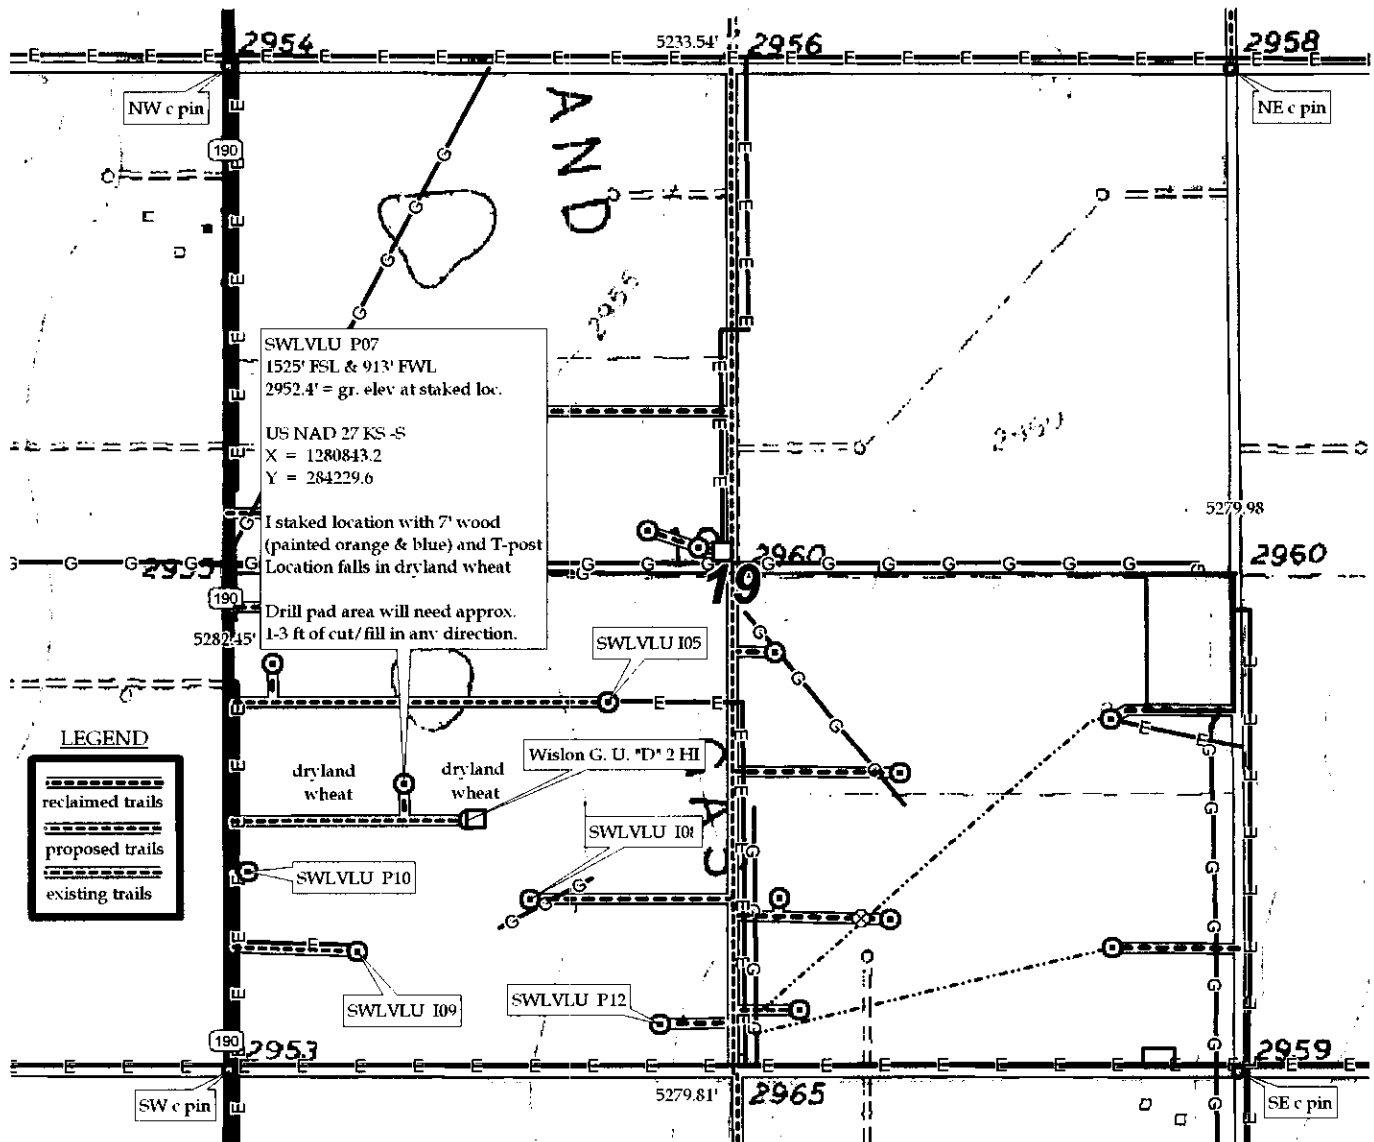 2954
5233.54'
2956
2958
NW c pin
NE c pin
190
AND
2955
SWLVLU P07
1525' FSL & 913' FWL
2952.4' = gr. elev at staked loc.
US NAD 27 KS -S
X = 1280843.2
Y = 284229.6
I staked location with 7' wood
(painted orange & blue) and T-post
Location falls in dryland wheat
Drill pad area will need approx.
1-3 ft of cut/fill in any direction.
5279.98
2960
2960
19
190
5282.45'
SWLVLU I05
LEGEND
reclaimed trails
proposed trails
existing trails
dryland
wheat
dryland
wheat
Wislon G. U. "D" 2 HI
SWLVLU I08
SWLVLU P10
SWLVLU I09
SWLVLU P12
190
2953
2959
5279.81'
2965
SW c pin
SE c pin